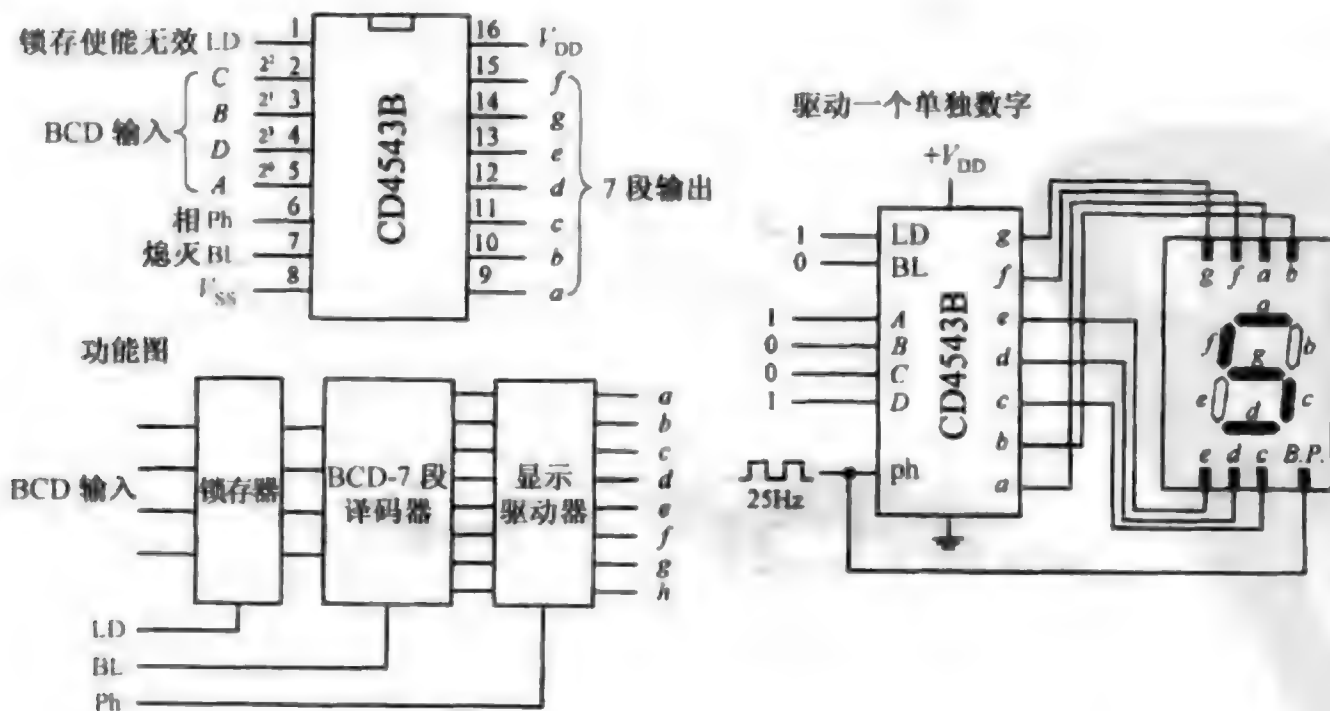 锁存使能无效 LD 1 16 V_DD
C 2² 2 15 f
B 2¹ 3 14 g
BCD 输入
D 2³ 4 13 e
A 2⁰ 5 12 d
7 段输出
相 Ph 6 11 c
熄灭 BL 7 10 b
V_SS 8 9 a
CD4543B
功能图
BCD 输入
锁存器
BCD-7 段
译码器
显示
驱动器
a
b
c
d
e
f
g
h
LD
BL
Ph
驱动一个单独数字
+V_DD
1 LD g
0 BL f
1 A e
0 B d
0 C c
1 D b
ph a
CD4543B
25Hz
g f a b
a
f b
g
e c
d
e d c B.P.